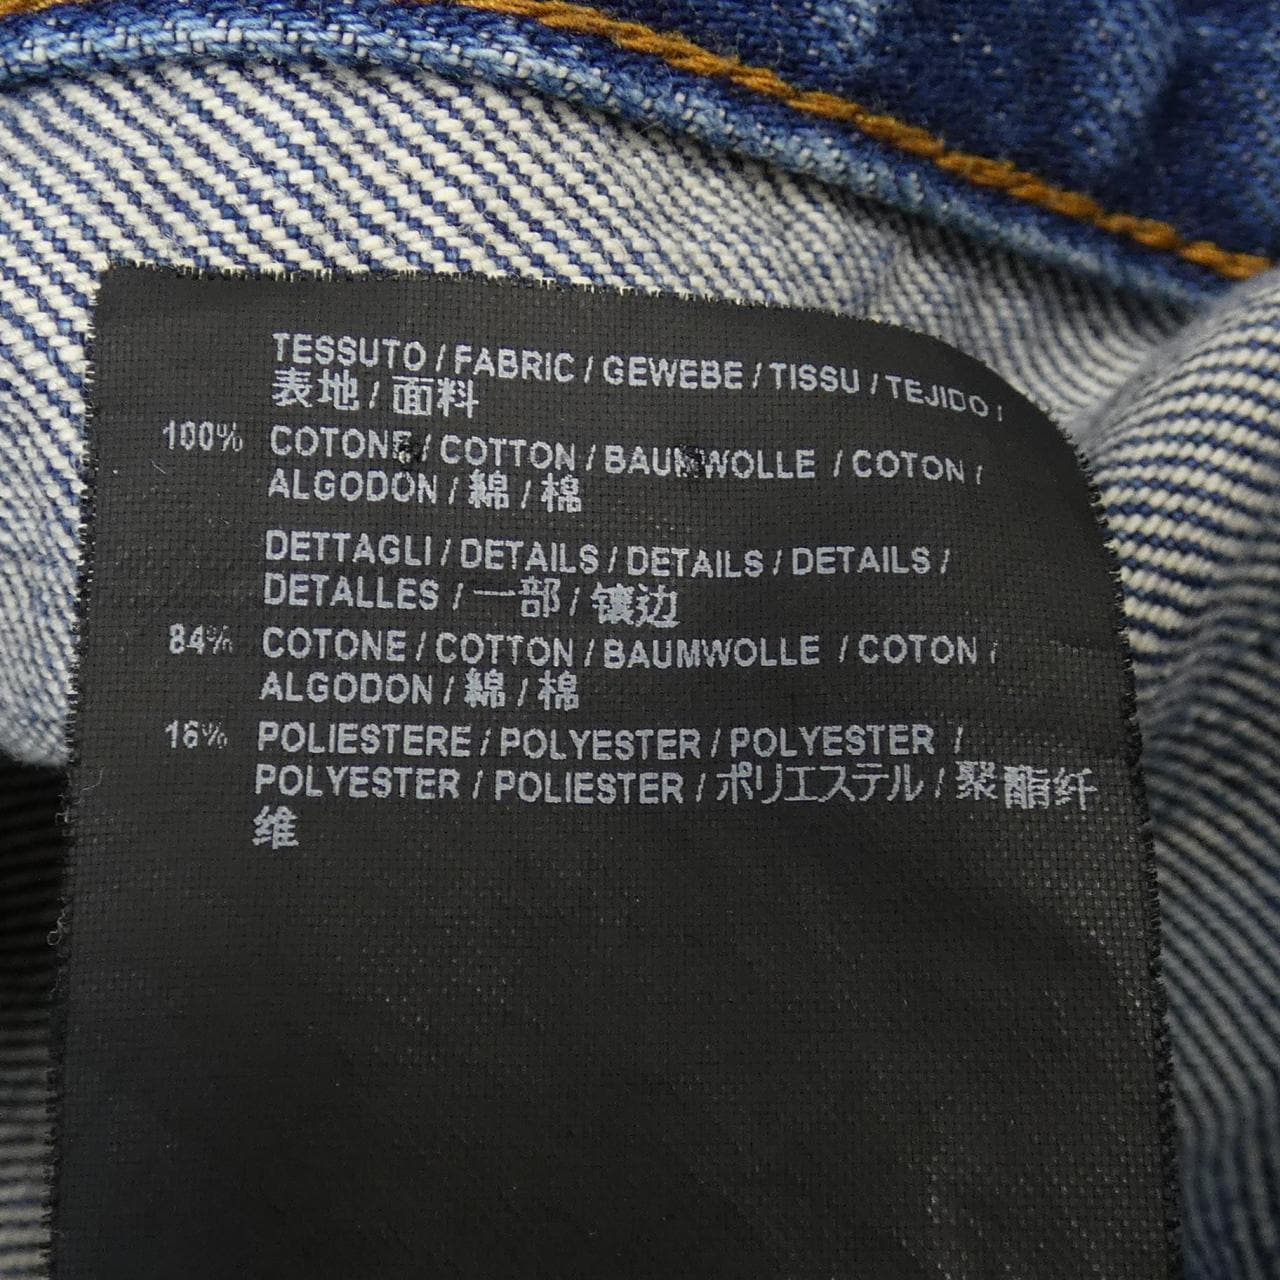 TESSUTO / FABRIC / GEWEBE / TISSU / TEJIDO /
表地 / 面料
100% COTONE / COTTON / BAUMWOLLE / COTON /
ALGODON / 綿 / 棉
DETTAGLI / DETAILS / DETAILS / DETAILS /
DETALLES / 一部 / 镶边
84% COTONE / COTTON / BAUMWOLLE / COTON /
ALGODON / 綿 / 棉
16% POLIESTERE / POLYESTER / POLYESTER /
POLYESTER / POLIESTER / ポリエステル / 聚酯纤
维